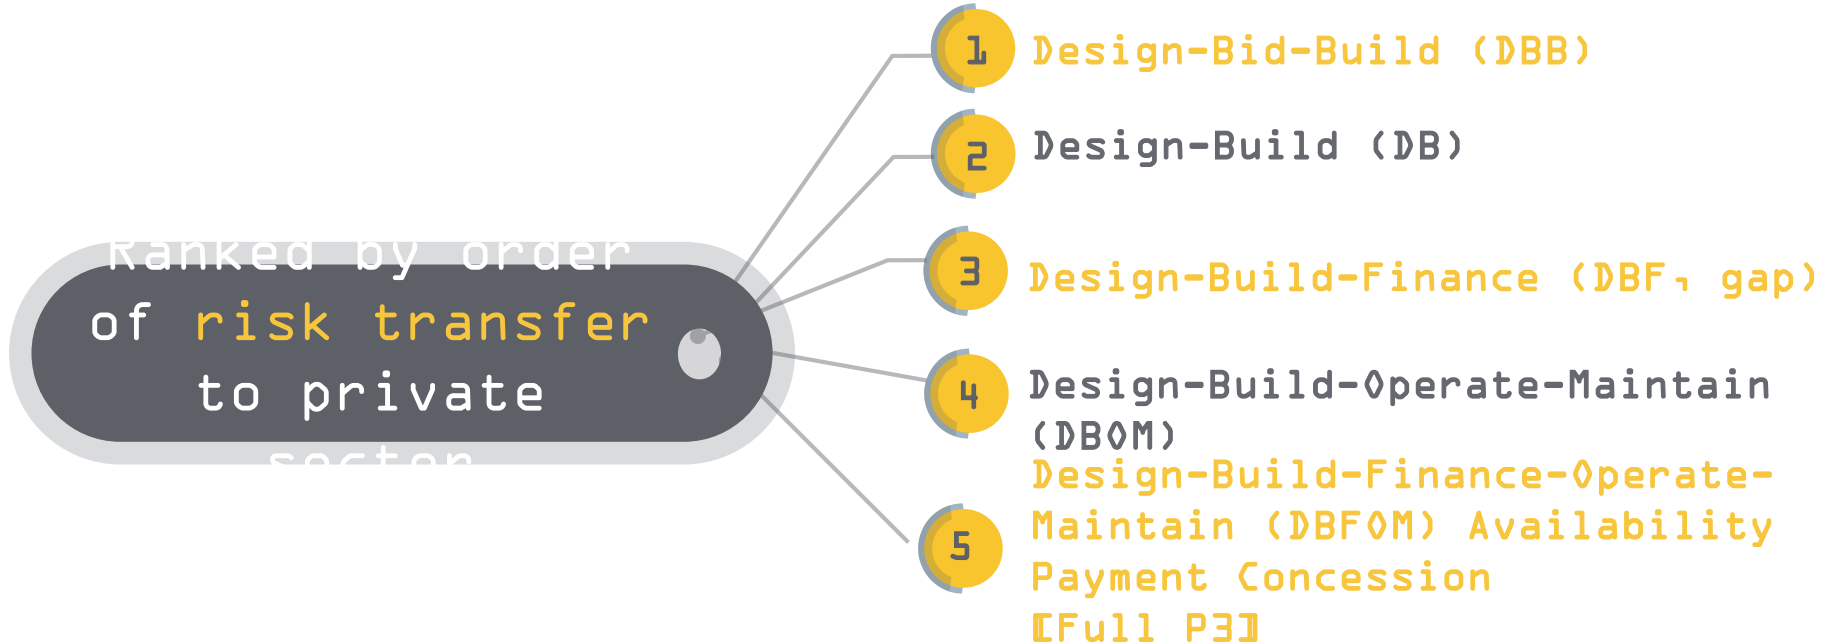 Ranked by order
of risk transfer
to private
sector
1
Design-Bid-Build (DBB)
2
Design-Build (DB)
3
Design-Build-Finance (DBF, gap)
4
Design-Build-Operate-Maintain
(DBOM)
5
Design-Build-Finance-Operate-
Maintain (DBFOM) Availability
Payment Concession
[Full P3]